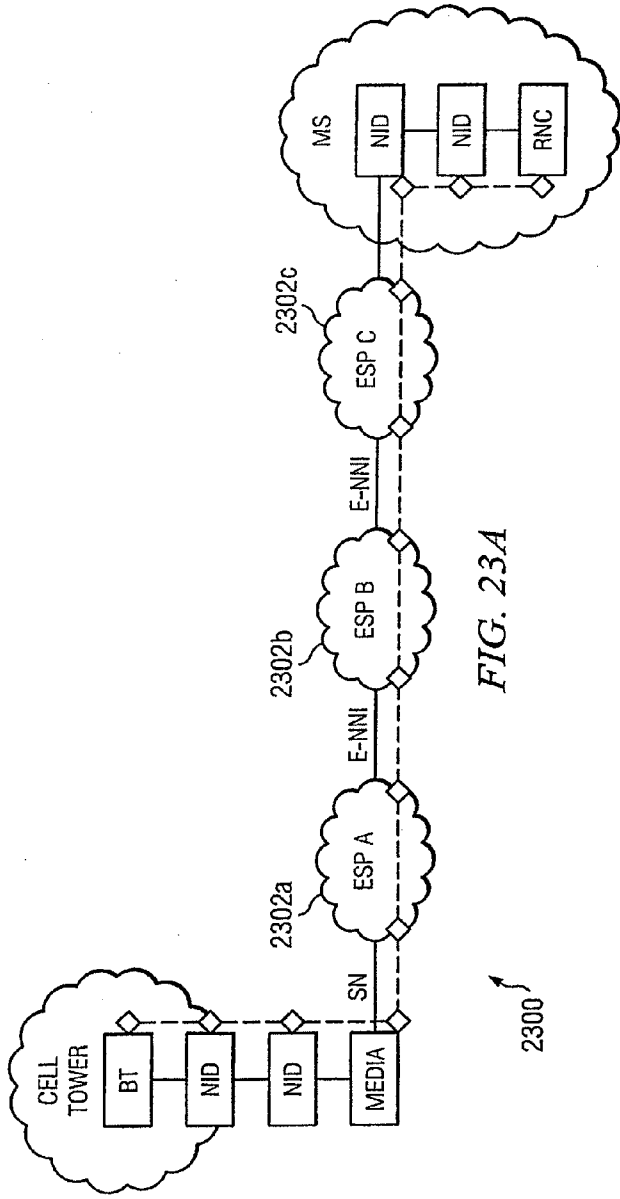 CELL
TOWER
BT
NID
NID
MEDIA
SN
2302a
ESP A
E-NNI
2302b
ESP B
E-NNI
2302c
ESP C
MS
NID
NID
RNC
2300
FIG. 23A